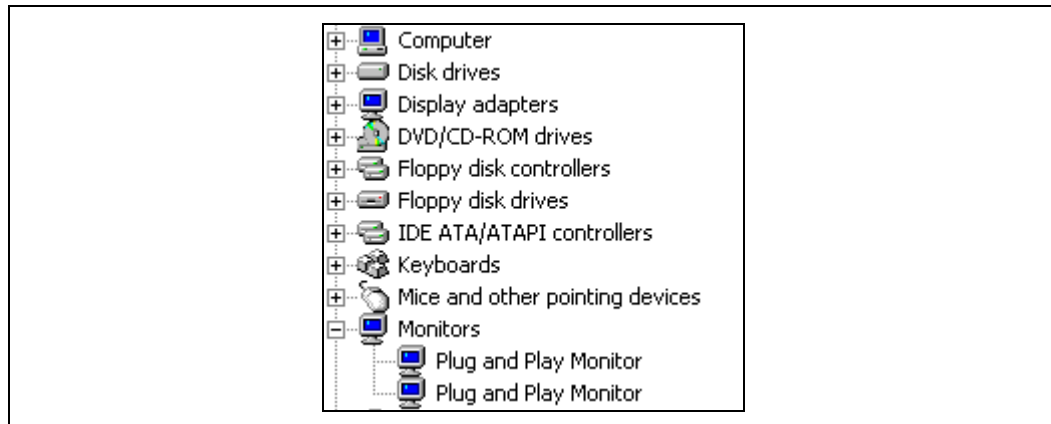 Computer
Disk drives
Display adapters
DVD/CD-ROM drives
Floppy disk controllers
Floppy disk drives
IDE ATA/ATAPI controllers
Keyboards
Mice and other pointing devices
Monitors
Plug and Play Monitor
Plug and Play Monitor